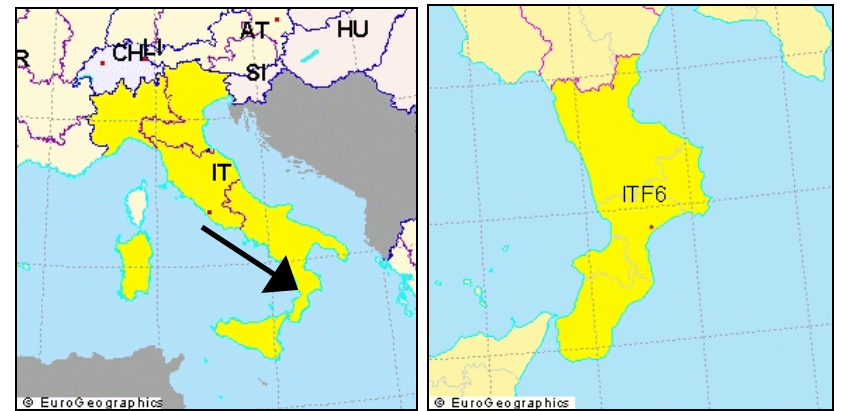 AT
HU
R
CH
LI
SI
IT
© EuroGeographics
ITF6
© EuroGeographics